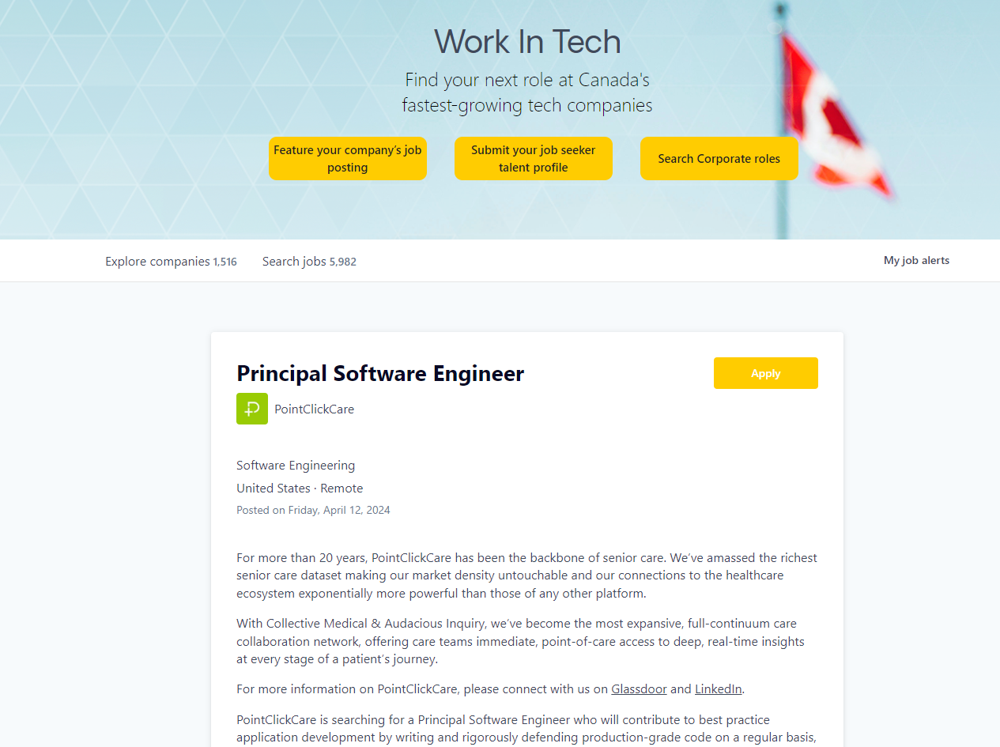 Work In Tech
Find your next role at Canada's
fastest-growing tech companies
Feature your company’s job
posting
Submit your job seeker
talent profile
Search Corporate roles
Explore companies 1,516
Search jobs 5,982
My job alerts
Principal Software Engineer
Apply
PointClickCare
Software Engineering
United States · Remote
Posted on Friday, April 12, 2024
For more than 20 years, PointClickCare has been the backbone of senior care. We’ve amassed the richest
senior care dataset making our market density untouchable and our connections to the healthcare
ecosystem exponentially more powerful than those of any other platform.
With Collective Medical & Audacious Inquiry, we’ve become the most expansive, full-continuum care
collaboration network, offering care teams immediate, point-of-care access to deep, real-time insights
at every stage of a patient’s journey.
For more information on PointClickCare, please connect with us on Glassdoor and LinkedIn.
PointClickCare is searching for a Principal Software Engineer who will contribute to best practice
application development by writing and rigorously defending production-grade code on a regular basis,